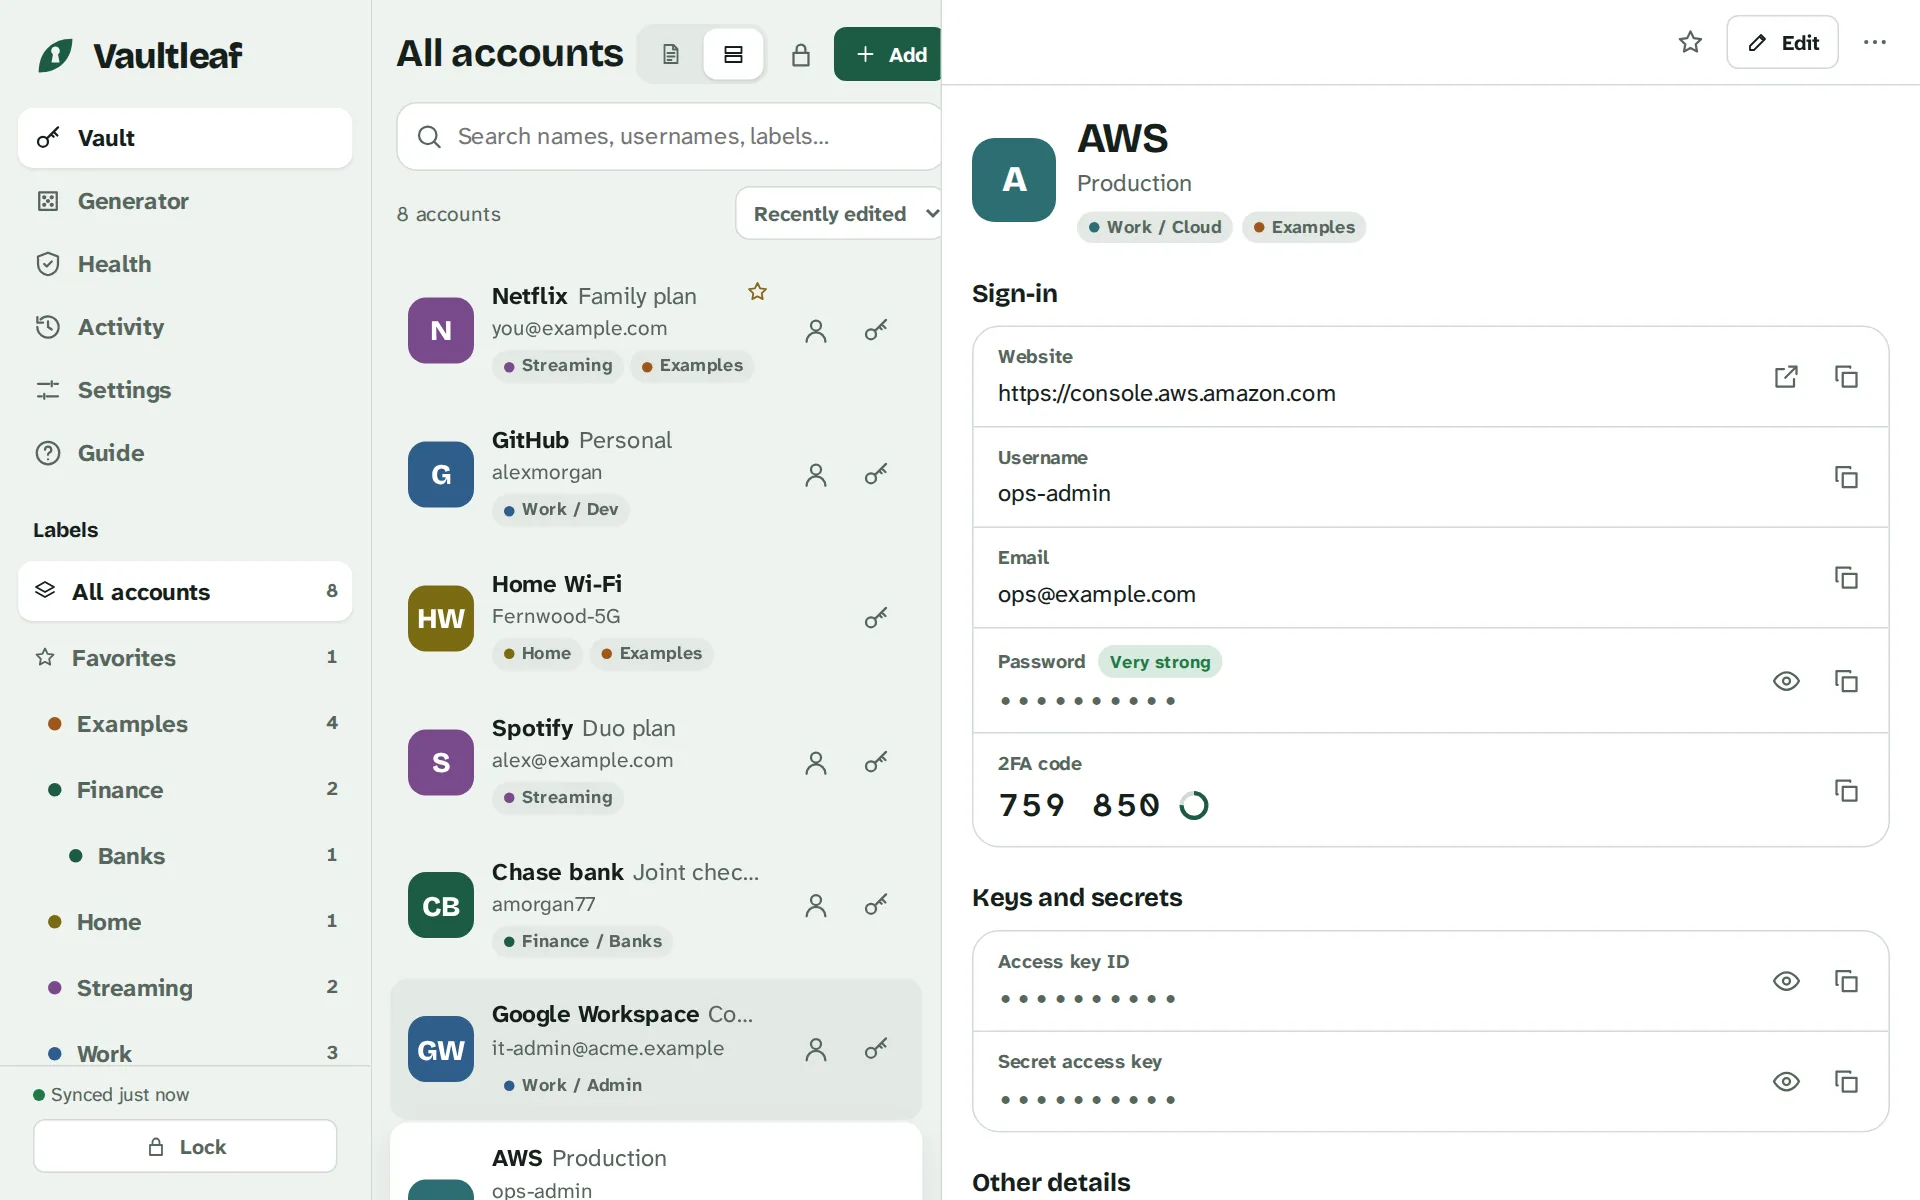 Vaultleaf
Vault
Generator
Health
Activity
Settings
Guide
Labels
All accounts 8
Favorites 1
Examples 4
Finance 2
Banks 1
Home 1
Streaming 2
Work 3
Synced just now
Lock
All accounts
Add
Search names, usernames, labels...
8 accounts
Recently edited
N
Netflix Family plan
you@example.com
Streaming Examples
G
GitHub Personal
alexmorgan
Work / Dev
HW
Home Wi-Fi
Fernwood-5G
Home Examples
S
Spotify Duo plan
alex@example.com
Streaming
CB
Chase bank Joint chec...
amorgan77
Finance / Banks
GW
Google Workspace Co...
it-admin@acme.example
Work / Admin
AWS Production
ops-admin
Edit
A
AWS
Production
Work / Cloud Examples
Sign-in
Website
https://console.aws.amazon.com
Username
ops-admin
Email
ops@example.com
Password Very strong
••••••••••
2FA code
759 850
Keys and secrets
Access key ID
••••••••••
Secret access key
••••••••••
Other details